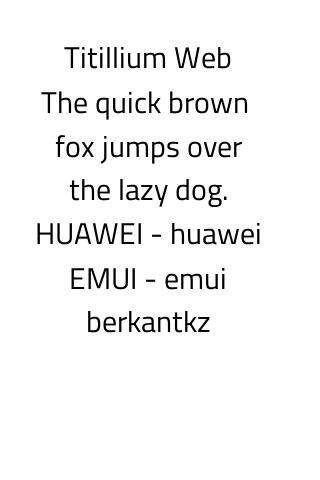 Titillium Web
The quick brown
fox jumps over
the lazy dog.
HUAWEI - huawei
EMUI - emui
berkantkz